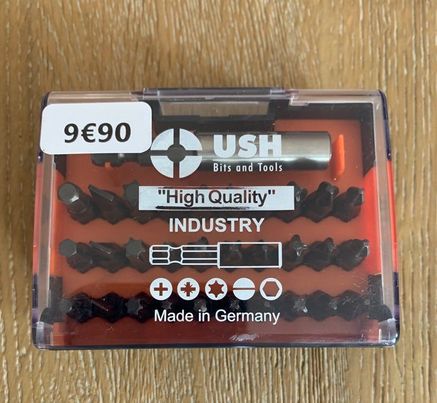 9€90
USH
Bits and Tools
"High Quality"
INDUSTRY
Made in Germany